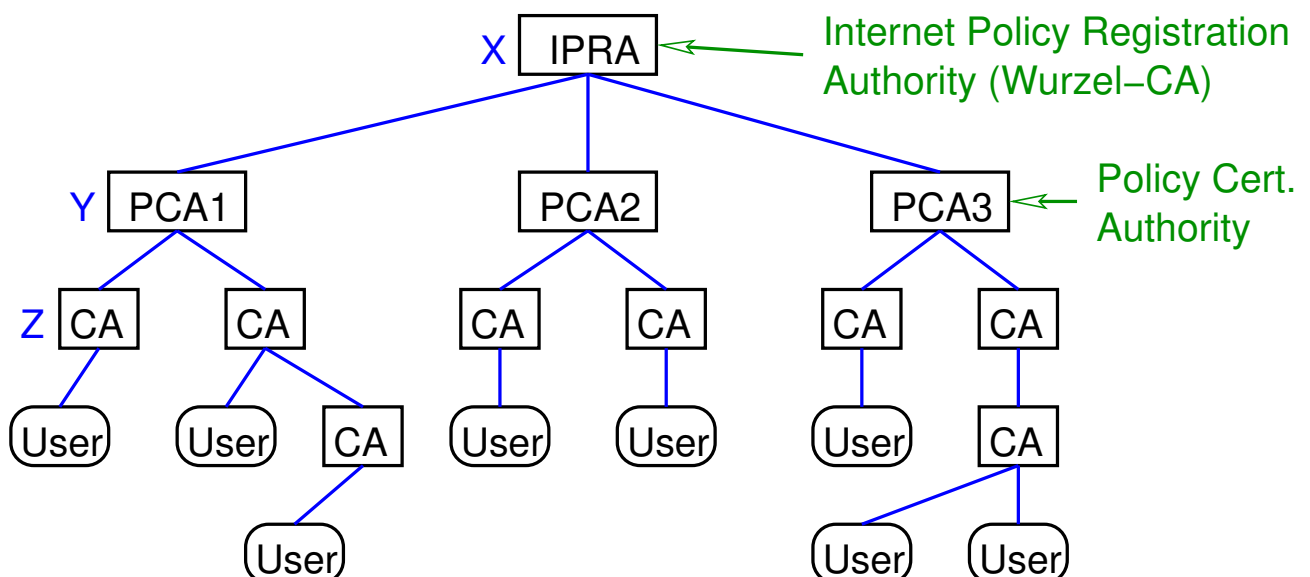 X
IPRA
Internet Policy Registration
Authority (Wurzel–CA)
Y
PCA1
PCA2
PCA3
Policy Cert.
Authority
Z
CA
CA
CA
CA
CA
CA
User
User
CA
User
User
User
CA
User
User
User